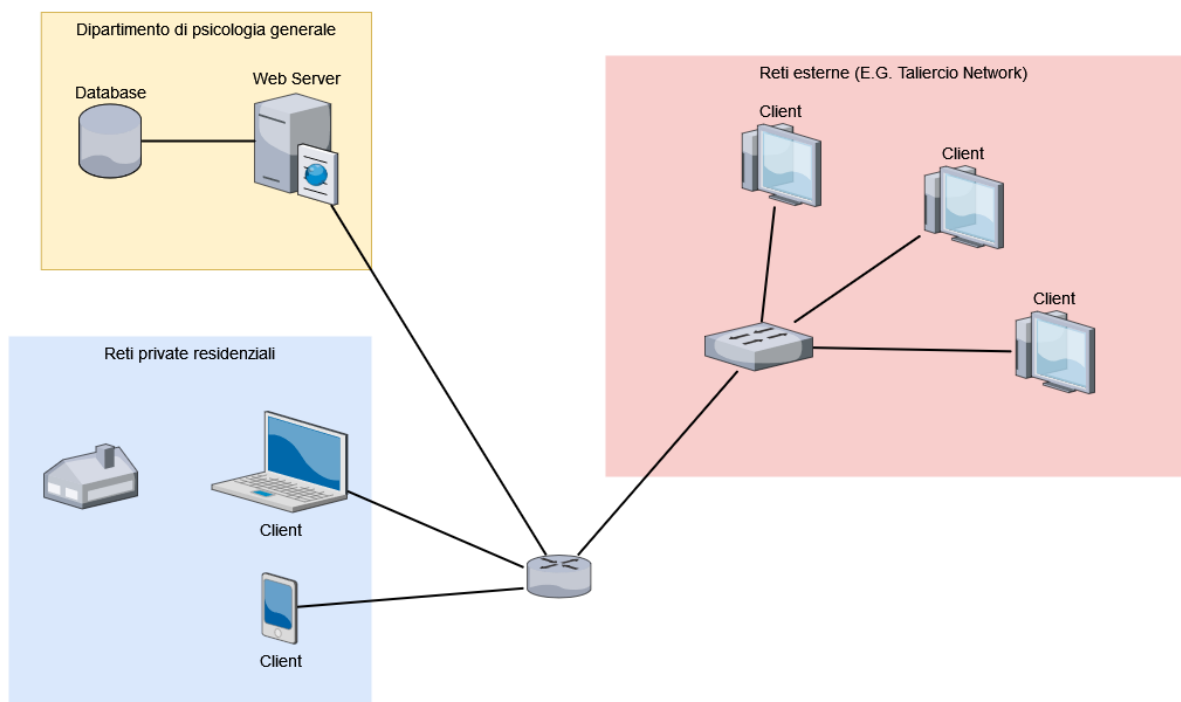 Dipartimento di psicologia generale
Database
Web Server
Reti esterne (E.G. Taliercio Network)
Client
Client
Client
Reti private residenziali
Client
Client